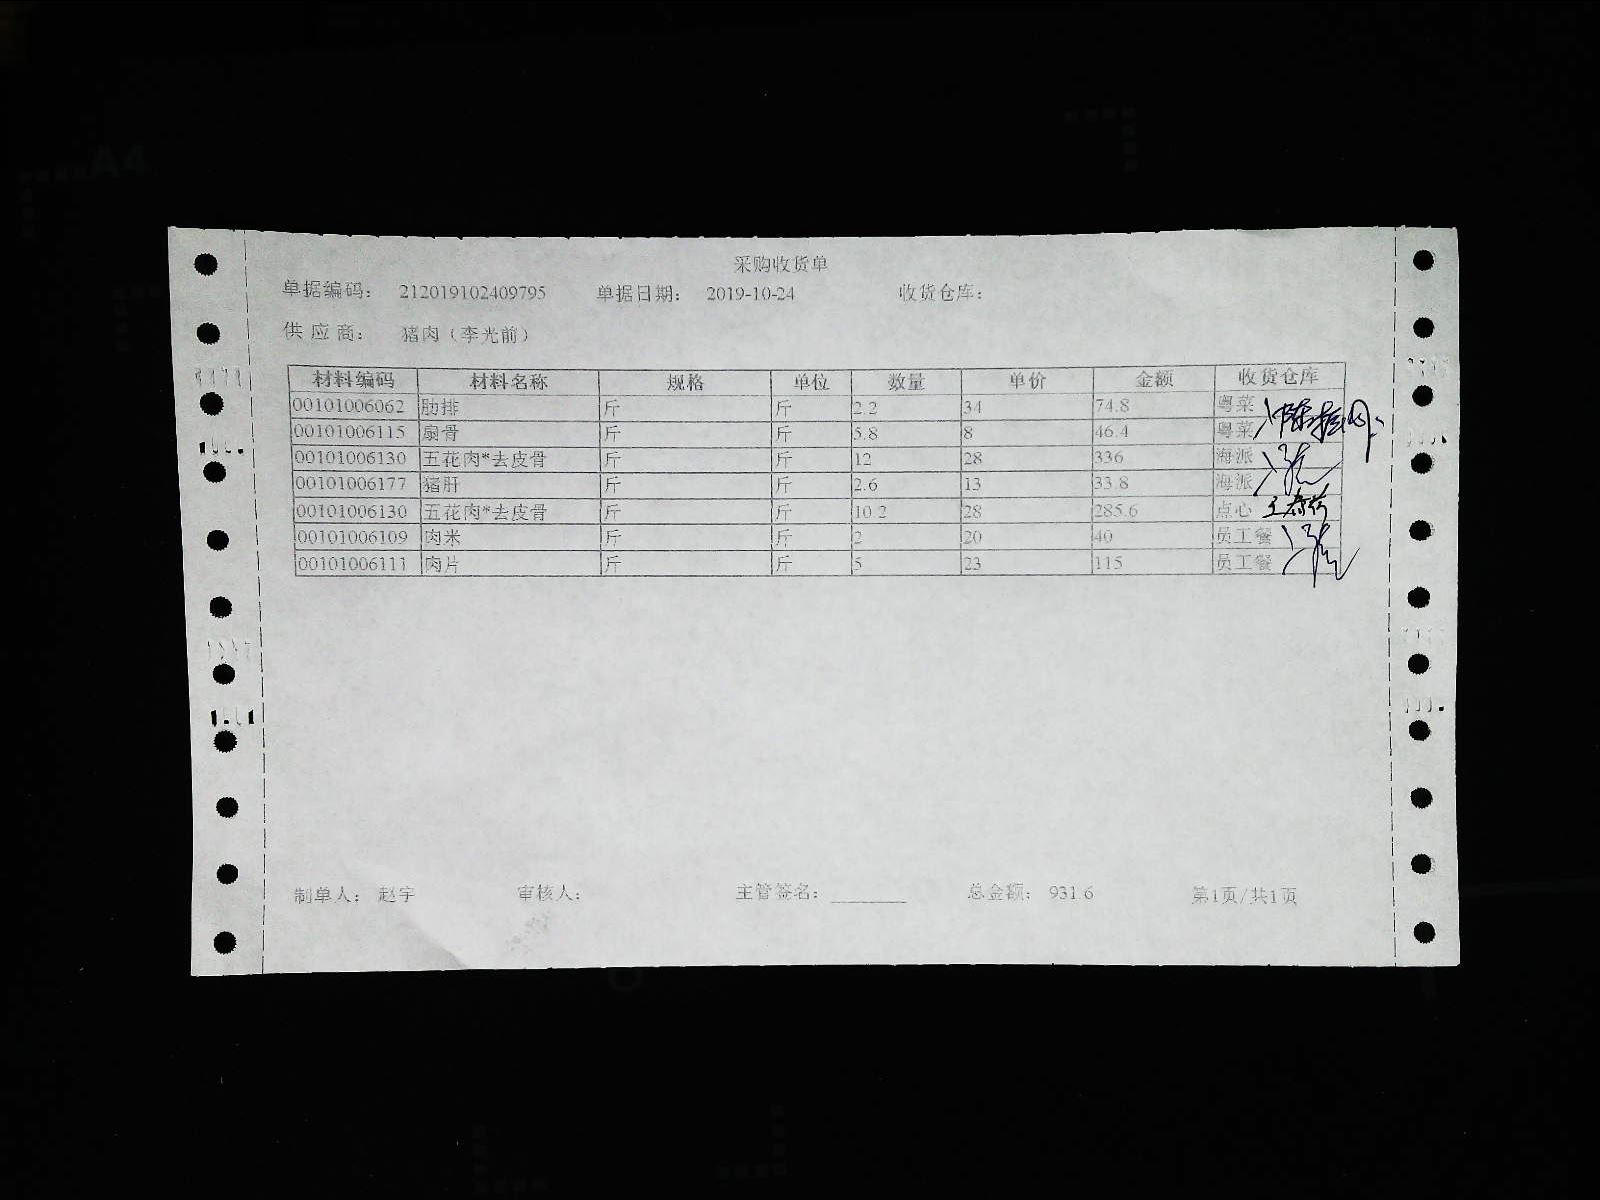 采购收货单
单据编码： 212019102409795 单据日期： 2019-10-24 收货仓库：
供应商： 猪肉（李光前）
材料编码 材料名称 规格 单位 数量 单价 金额 收货仓库
00101006062 肋排 斤 斤 2.2 34 74.8 粤菜
00101006115 扇骨 斤 斤 5.8 8 46.4 粤菜
00101006130 五花肉*去皮骨 斤 斤 12 28 336 海派
00101006177 猪肝 斤 斤 2.6 13 33.8 海派
00101006130 五花肉*去皮骨 斤 斤 10.2 28 285.6 点心
00101006109 肉米 斤 斤 2 20 40 员工餐
00101006111 肉片 斤 斤 5 23 115 员工餐
制单人： 赵宇 审核人： 主管签名： 总金额： 931.6 第1页/共1页